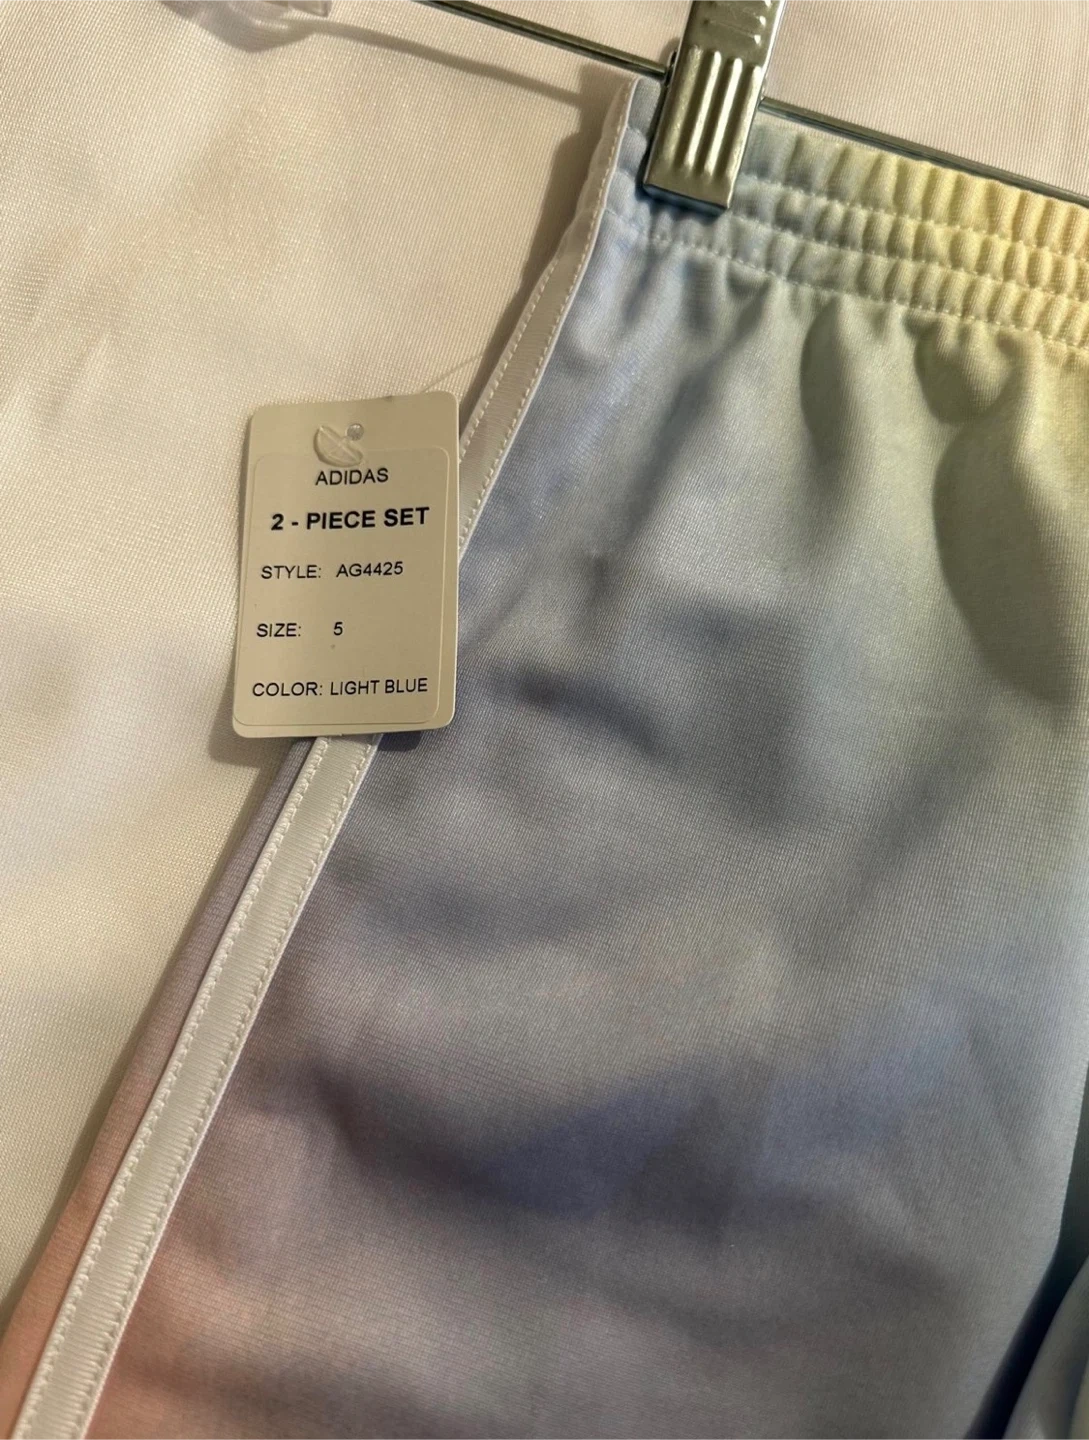 ADIDAS
2 - PIECE SET
STYLE: AG4425
SIZE: 5
COLOR: LIGHT BLUE